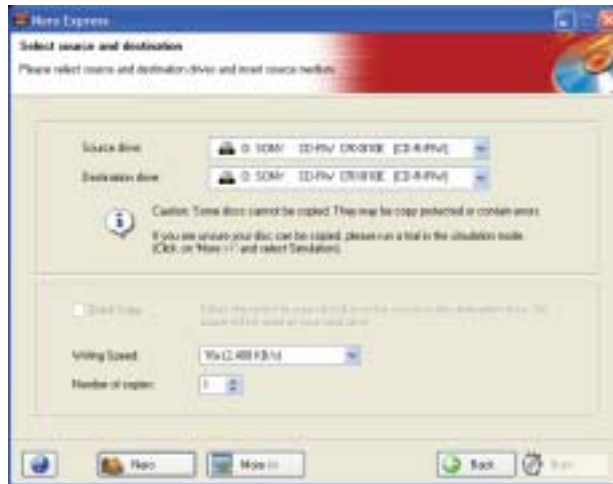 Nero Express
Select source and destination
Please select source and destination drives and insert source medium.
Source drive
D: SONY CD-RW [CD-R/RW]
Destination drive
D: SONY CD-RW [CD-R/RW]
Caution: Some discs cannot be copied. They may be copy protected or contain errors.
If you are unsure your disc can be copied, please run a trial in the simulation mode.
(Click on 'More >>' and select Simulation).
Quick Copy
Writing Speed:
16x (2,400 KB/s)
Number of copies:
1
Nero
More >>
Back